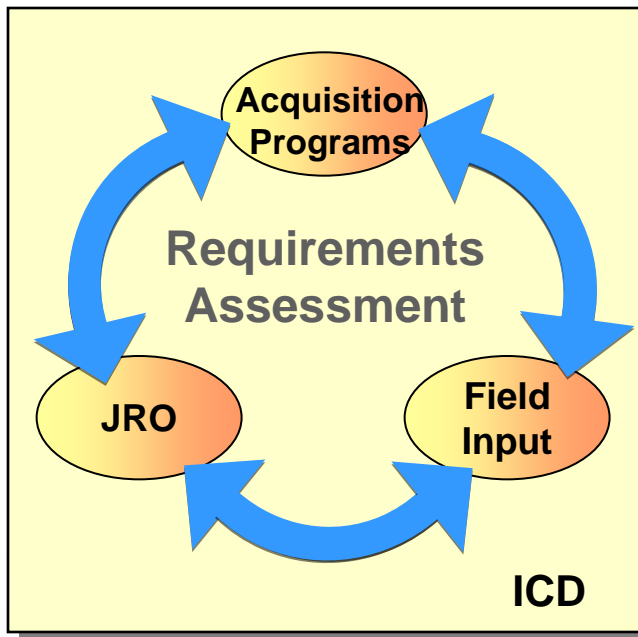 Acquisition
Programs
Requirements
Assessment
JRO
Field
Input
ICD